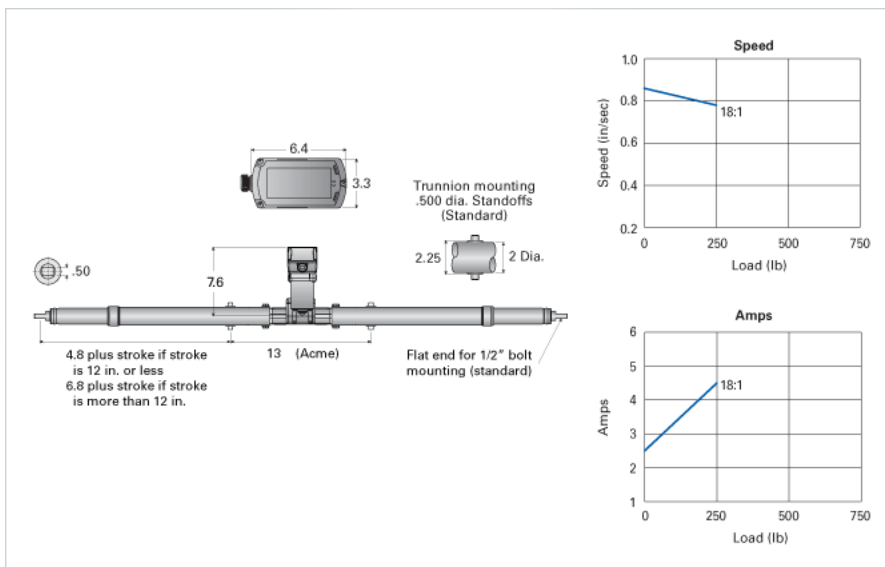 6.4
3.3
Trunnion mounting
.500 dia. Standoffs
(Standard)
2.25
2 Dia.
.50
7.6
4.8 plus stroke if stroke
is 12 in. or less
6.8 plus stroke if stroke
is more than 12 in.
13 (Acme)
Flat end for 1/2" bolt
mounting (standard)
Speed
1.0
0.8
0.6
0.4
0.2
Speed (in/sec)
18:1
0 250 500 750
Load (lb)
Amps
6
5
4
3
2
1
Amps
18:1
0 250 500 750
Load (lb)